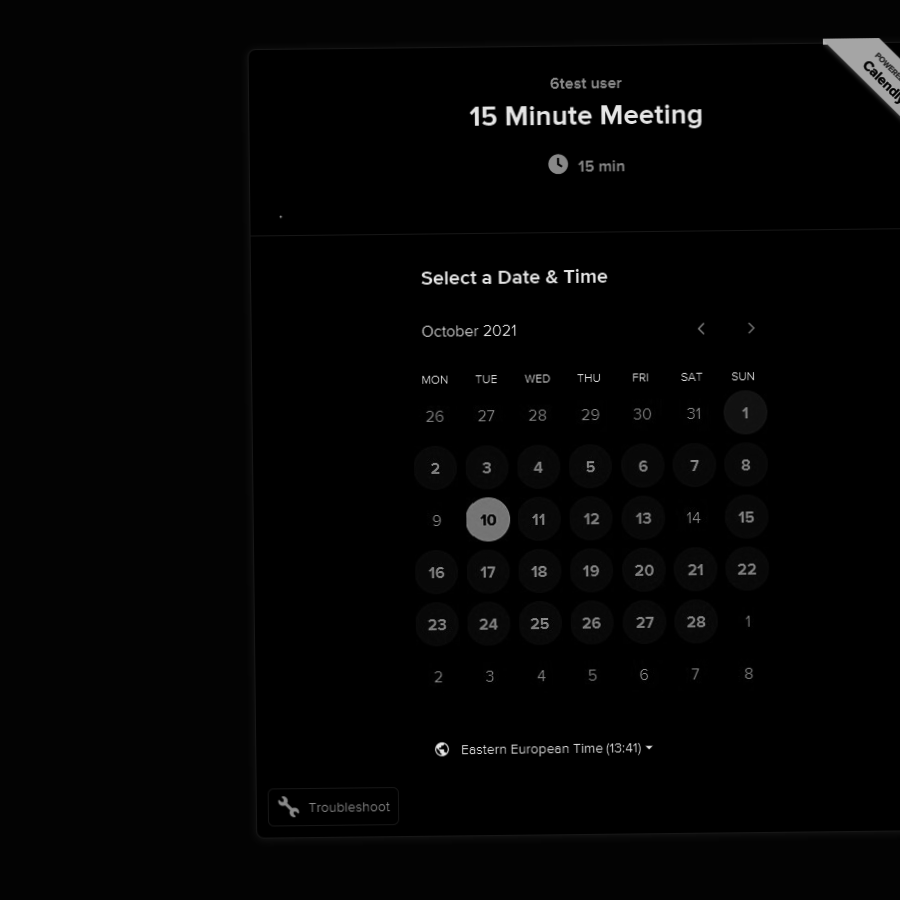 POWERED
Calendly
6test user
15 Minute Meeting
15 min
Select a Date & Time
October 2021
MON TUE WED THU FRI SAT SUN
26 27 28 29 30 31 1
2 3 4 5 6 7 8
9 10 11 12 13 14 15
16 17 18 19 20 21 22
23 24 25 26 27 28 1
2 3 4 5 6 7 8
Eastern European Time (13:41)
Troubleshoot